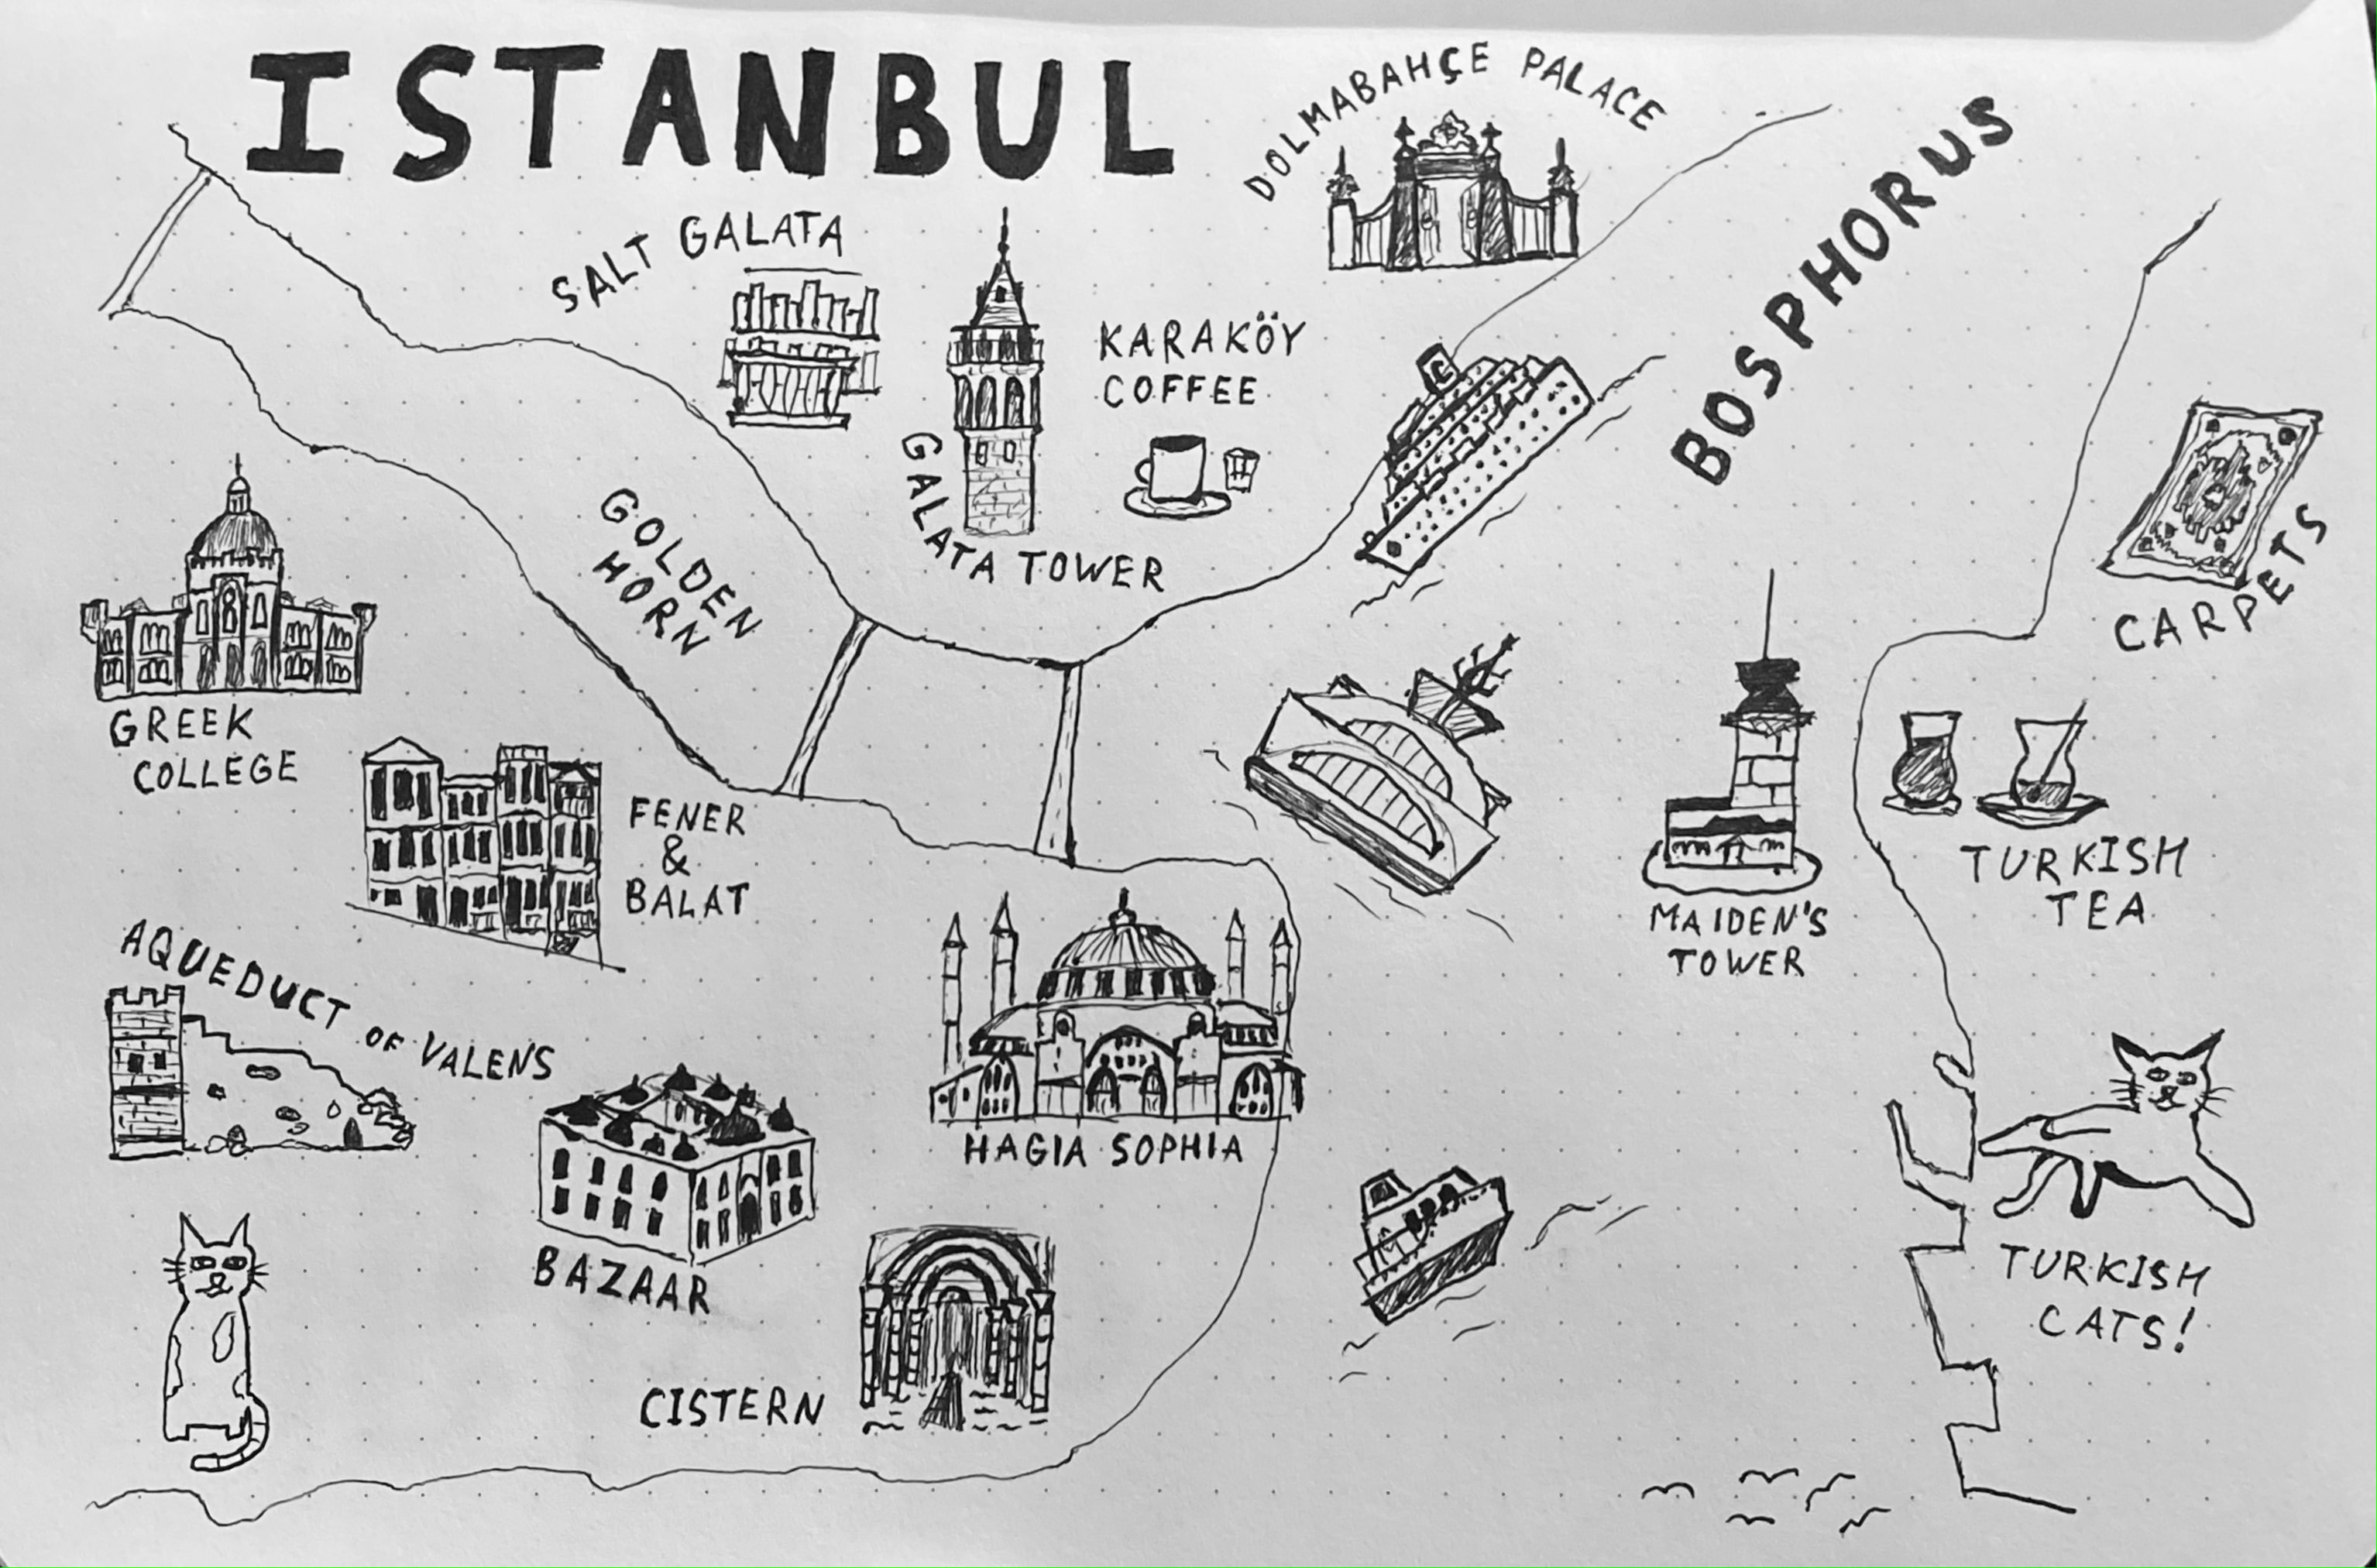 ISTANBUL
DOLMABAHÇE PALACE
BOSPHORUS
SALT GALATA
KARAKÖY
COFFEE
GALATA TOWER
GOLDEN
HORN
CARPETS
GREEK
COLLEGE
FENER
&
BALAT
TURKISH
TEA
MAIDEN'S
TOWER
AQUEDUCT OF VALENS
HAGIA SOPHIA
BAZAAR
TURKISH
CATS!
CISTERN